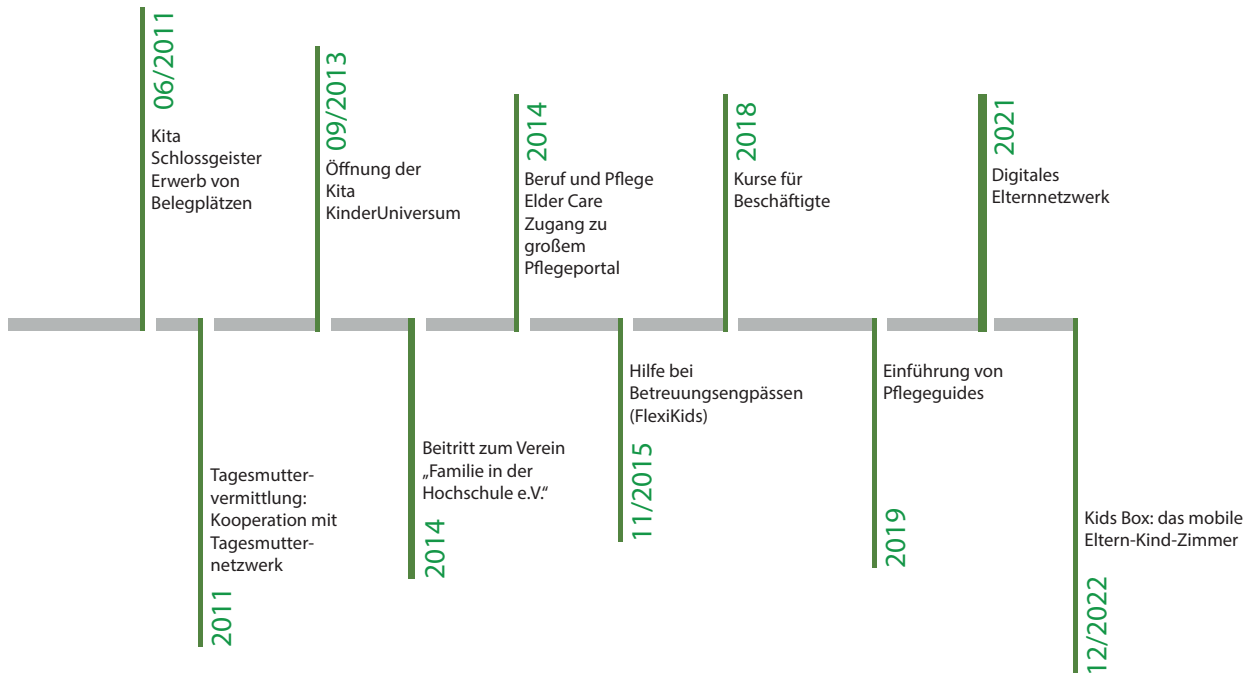 06/2011
Kita
Schlossgeister
Erwerb von
Belegplätzen
2011
Tagesmutter-
vermittlung:
Kooperation mit
Tagesmutter-
netzwerk
09/2013
Öffnung der
Kita
KinderUniversum
2014
Beitritt zum Verein
„Familie in der
Hochschule e.V.“
2014
Beruf und Pflege
Elder Care
Zugang zu
großem
Pflegeportal
11/2015
Hilfe bei
Betreuungsengpässen
(FlexiKids)
2018
Kurse für
Beschäftigte
2019
Einführung von
Pflegeguides
2021
Digitales
Elternnetzwerk
12/2022
Kids Box: das mobile
Eltern-Kind-Zimmer